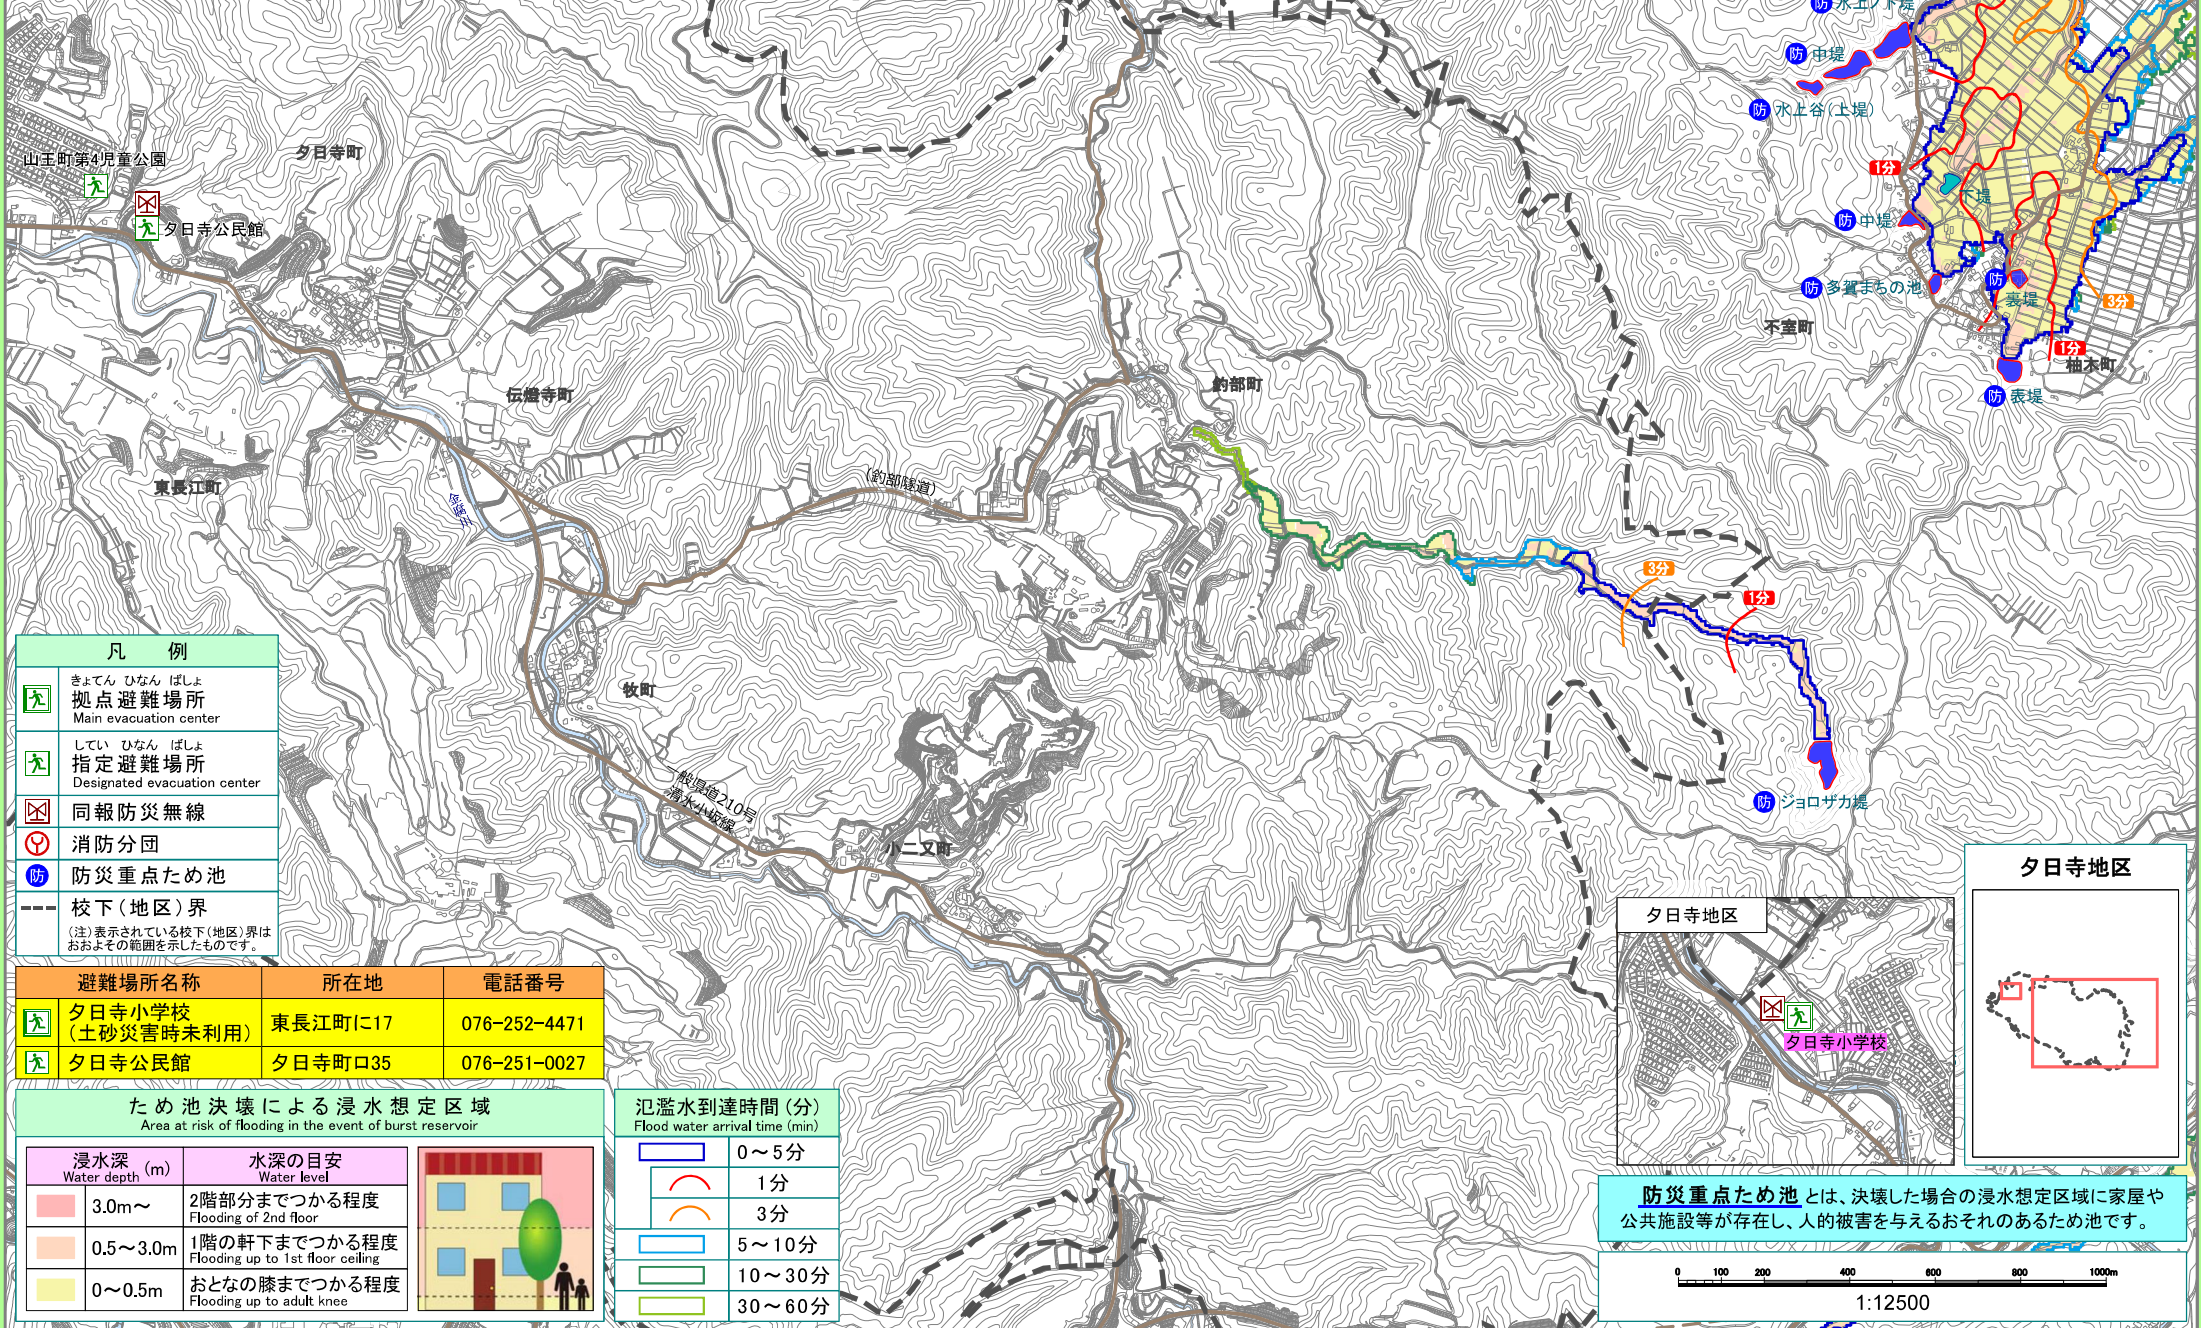 防 水上ノ下堤
防 中堤
防 水上谷(上堤)
1分
下堤
防 中堤
防 多賀まちの池
防
裏堤
3分
不室町
1分
柚木町
防 表堤
山王町第4児童公園
夕日寺町
夕日寺公民館
伝燈寺町
釣部町
東長江町
金腐川
(釣部隧道)
3分
1分
牧町
防 ジョロザカ堤
一般県道210号
清水小坂線
小二又町
凡 例
きょてん ひなん ばしょ
拠点避難場所
Main evacuation center
してい ひなん ばしょ
指定避難場所
Designated evacuation center
同報防災無線
消防分団
防 防災重点ため池
校下(地区)界
(注)表示されている校下(地区)界は
おおよその範囲を示したものです。
避難場所名称 所在地 電話番号
夕日寺小学校
(土砂災害時未利用) 東長江町に17 076-252-4471
夕日寺公民館 夕日寺町ロ35 076-251-0027
ため池決壊による浸水想定区域
Area at risk of flooding in the event of burst reservoir
浸水深 (m) 水深の目安
Water depth Water level
3.0m～ 2階部分までつかる程度
Flooding of 2nd floor
0.5～3.0m 1階の軒下までつかる程度
Flooding up to 1st floor ceiling
0～0.5m おとなの膝までつかる程度
Flooding up to adult knee
氾濫水到達時間(分)
Flood water arrival time (min)
0～5分
1分
3分
5～10分
10～30分
30～60分
夕日寺地区
夕日寺小学校
夕日寺地区
防災重点ため池 とは、決壊した場合の浸水想定区域に家屋や
公共施設等が存在し、人的被害を与えるおそれのあるため池です。
0 100 200 400 600 800 1000m
1:12500